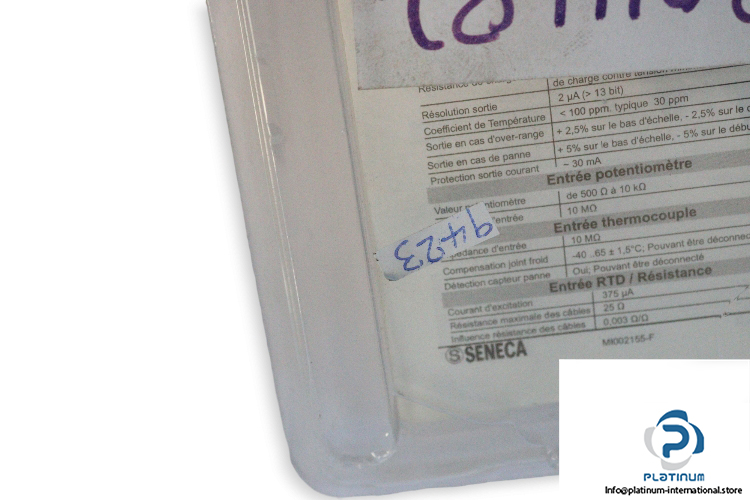 de charge contre
Résolution sortie 2 µA (> 13 bit)
Coefficient de Température < 100 ppm. typique 30 ppm
Sortie en cas d'over-range + 2,5% sur le bas d'échelle, - 2,5% sur le
Sortie en cas de panne + 5% sur le bas d'échelle, - 5% sur le début
Protection sortie courant ~ 30 mA
Entrée potentiomètre
Valeur de 500 Ω à 10 kΩ
d'entrée 10 MΩ
Entrée thermocouple
d'entrée 10 MΩ
Compensation joint froid -40 ..65 ± 1,5°C; Pouvant être
Détection capteur panne Oui; Pouvant être déconnecté
Entrée RTD / Résistance
Courant d'excitation 375 µA
Résistance maximale des câbles 25 Ω
Influence résistance des câbles 0,003 Ω/Ω
S SENECA MI002155-F
9423
PLATINUM
Info@platinum-international.store